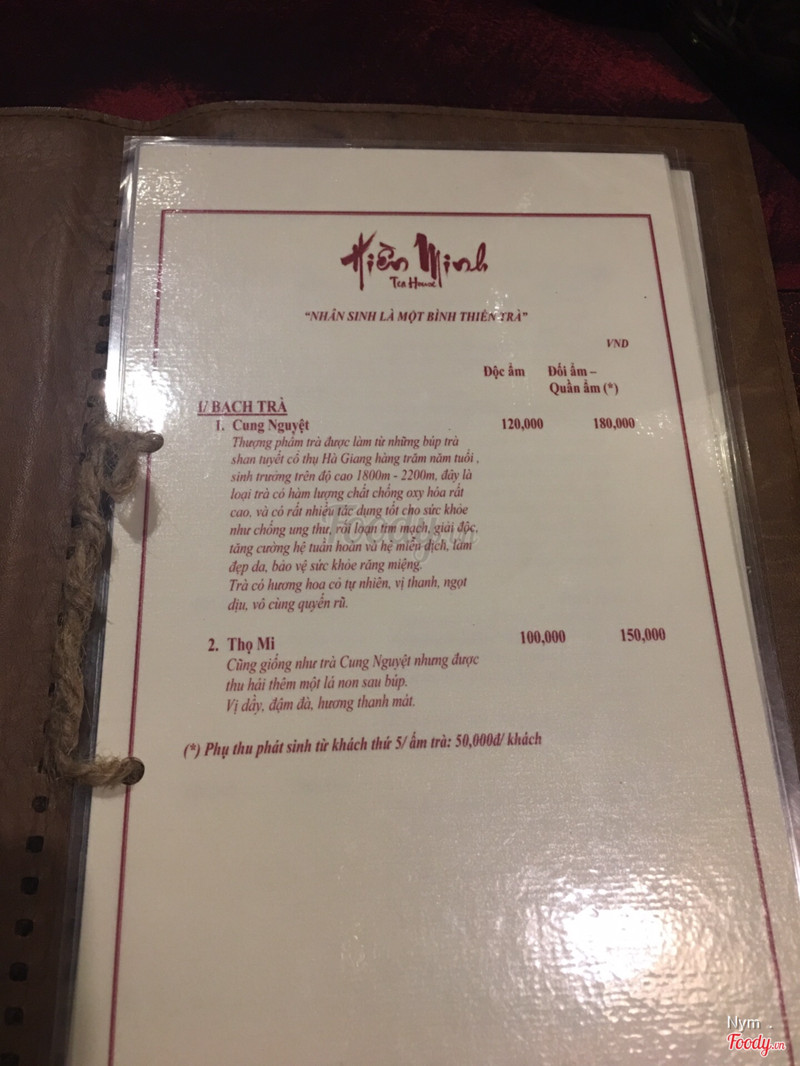 Hiền Minh
Tea House
“NHÂN SINH LÀ MỘT BÌNH THIÊN TRÀ”
VND
Độc ẩm Đối ẩm –
Quần ẩm (*)
I/ BẠCH TRÀ
1. Cung Nguyệt 120,000 180,000
Thượng phẩm trà được làm từ những búp trà
shan tuyết cổ thụ Hà Giang hàng trăm năm tuổi ,
sinh trưởng trên độ cao 1800m - 2200m, đây là
loại trà có hàm lượng chất chống oxy hóa rất
cao, và có rất nhiều tác dụng tốt cho sức khỏe
như chống ung thư, rối loạn tim mạch, giải độc,
tăng cường hệ tuần hoàn và hệ miễn dịch, làm
đẹp da, bảo vệ sức khỏe răng miệng.
Trà có hương hoa cỏ tự nhiên, vị thanh, ngọt
dịu, vô cùng quyến rũ.
2. Thọ Mi 100,000 150,000
Cũng giống như trà Cung Nguyệt nhưng được
thu hái thêm một lá non sau búp.
Vị dầy, đậm đà, hương thanh mát.
(*) Phụ thu phát sinh từ khách thứ 5/ ấm trà: 50,000đ/ khách
Foody.vn
Nym
Foody.vn